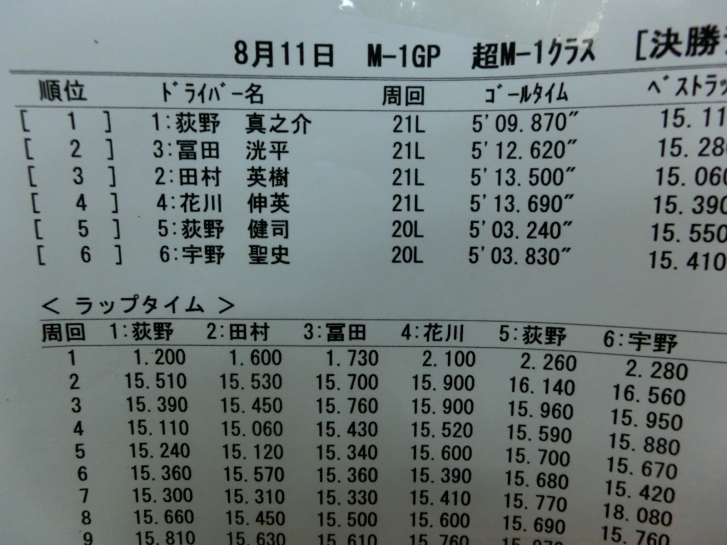 8月11日 M-1GP 超M-1クラス [決勝
順位 ドライバー名 周回 ゴールタイム ベストラッ
[ 1 ] 1:荻野 真之介 21L 5'09.870" 15.11
[ 2 ] 3:冨田 洸平 21L 5'12.620" 15.28
[ 3 ] 2:田村 英樹 21L 5'13.500" 15.060
[ 4 ] 4:花川 伸英 21L 5'13.690" 15.390
[ 5 ] 5:荻野 健司 20L 5'03.240" 15.550
[ 6 ] 6:宇野 聖史 20L 5'03.830" 15.410
< ラップタイム >
周回 1:荻野 2:田村 3:冨田 4:花川 5:荻野 6:宇野
1 1.200 1.600 1.730 2.100 2.260 2.280
2 15.510 15.530 15.700 15.900 16.140 16.560
3 15.390 15.450 15.760 15.900 15.960 15.950
4 15.110 15.060 15.430 15.520 15.590 15.880
5 15.240 15.120 15.340 15.600 15.700 15.670
6 15.360 15.570 15.360 15.390 15.680 15.420
7 15.300 15.310 15.330 15.410 15.770 18.080
8 15.660 15.450 15.500 15.600 15.690 15.760
9 15.810 15.630 15.610 15.760